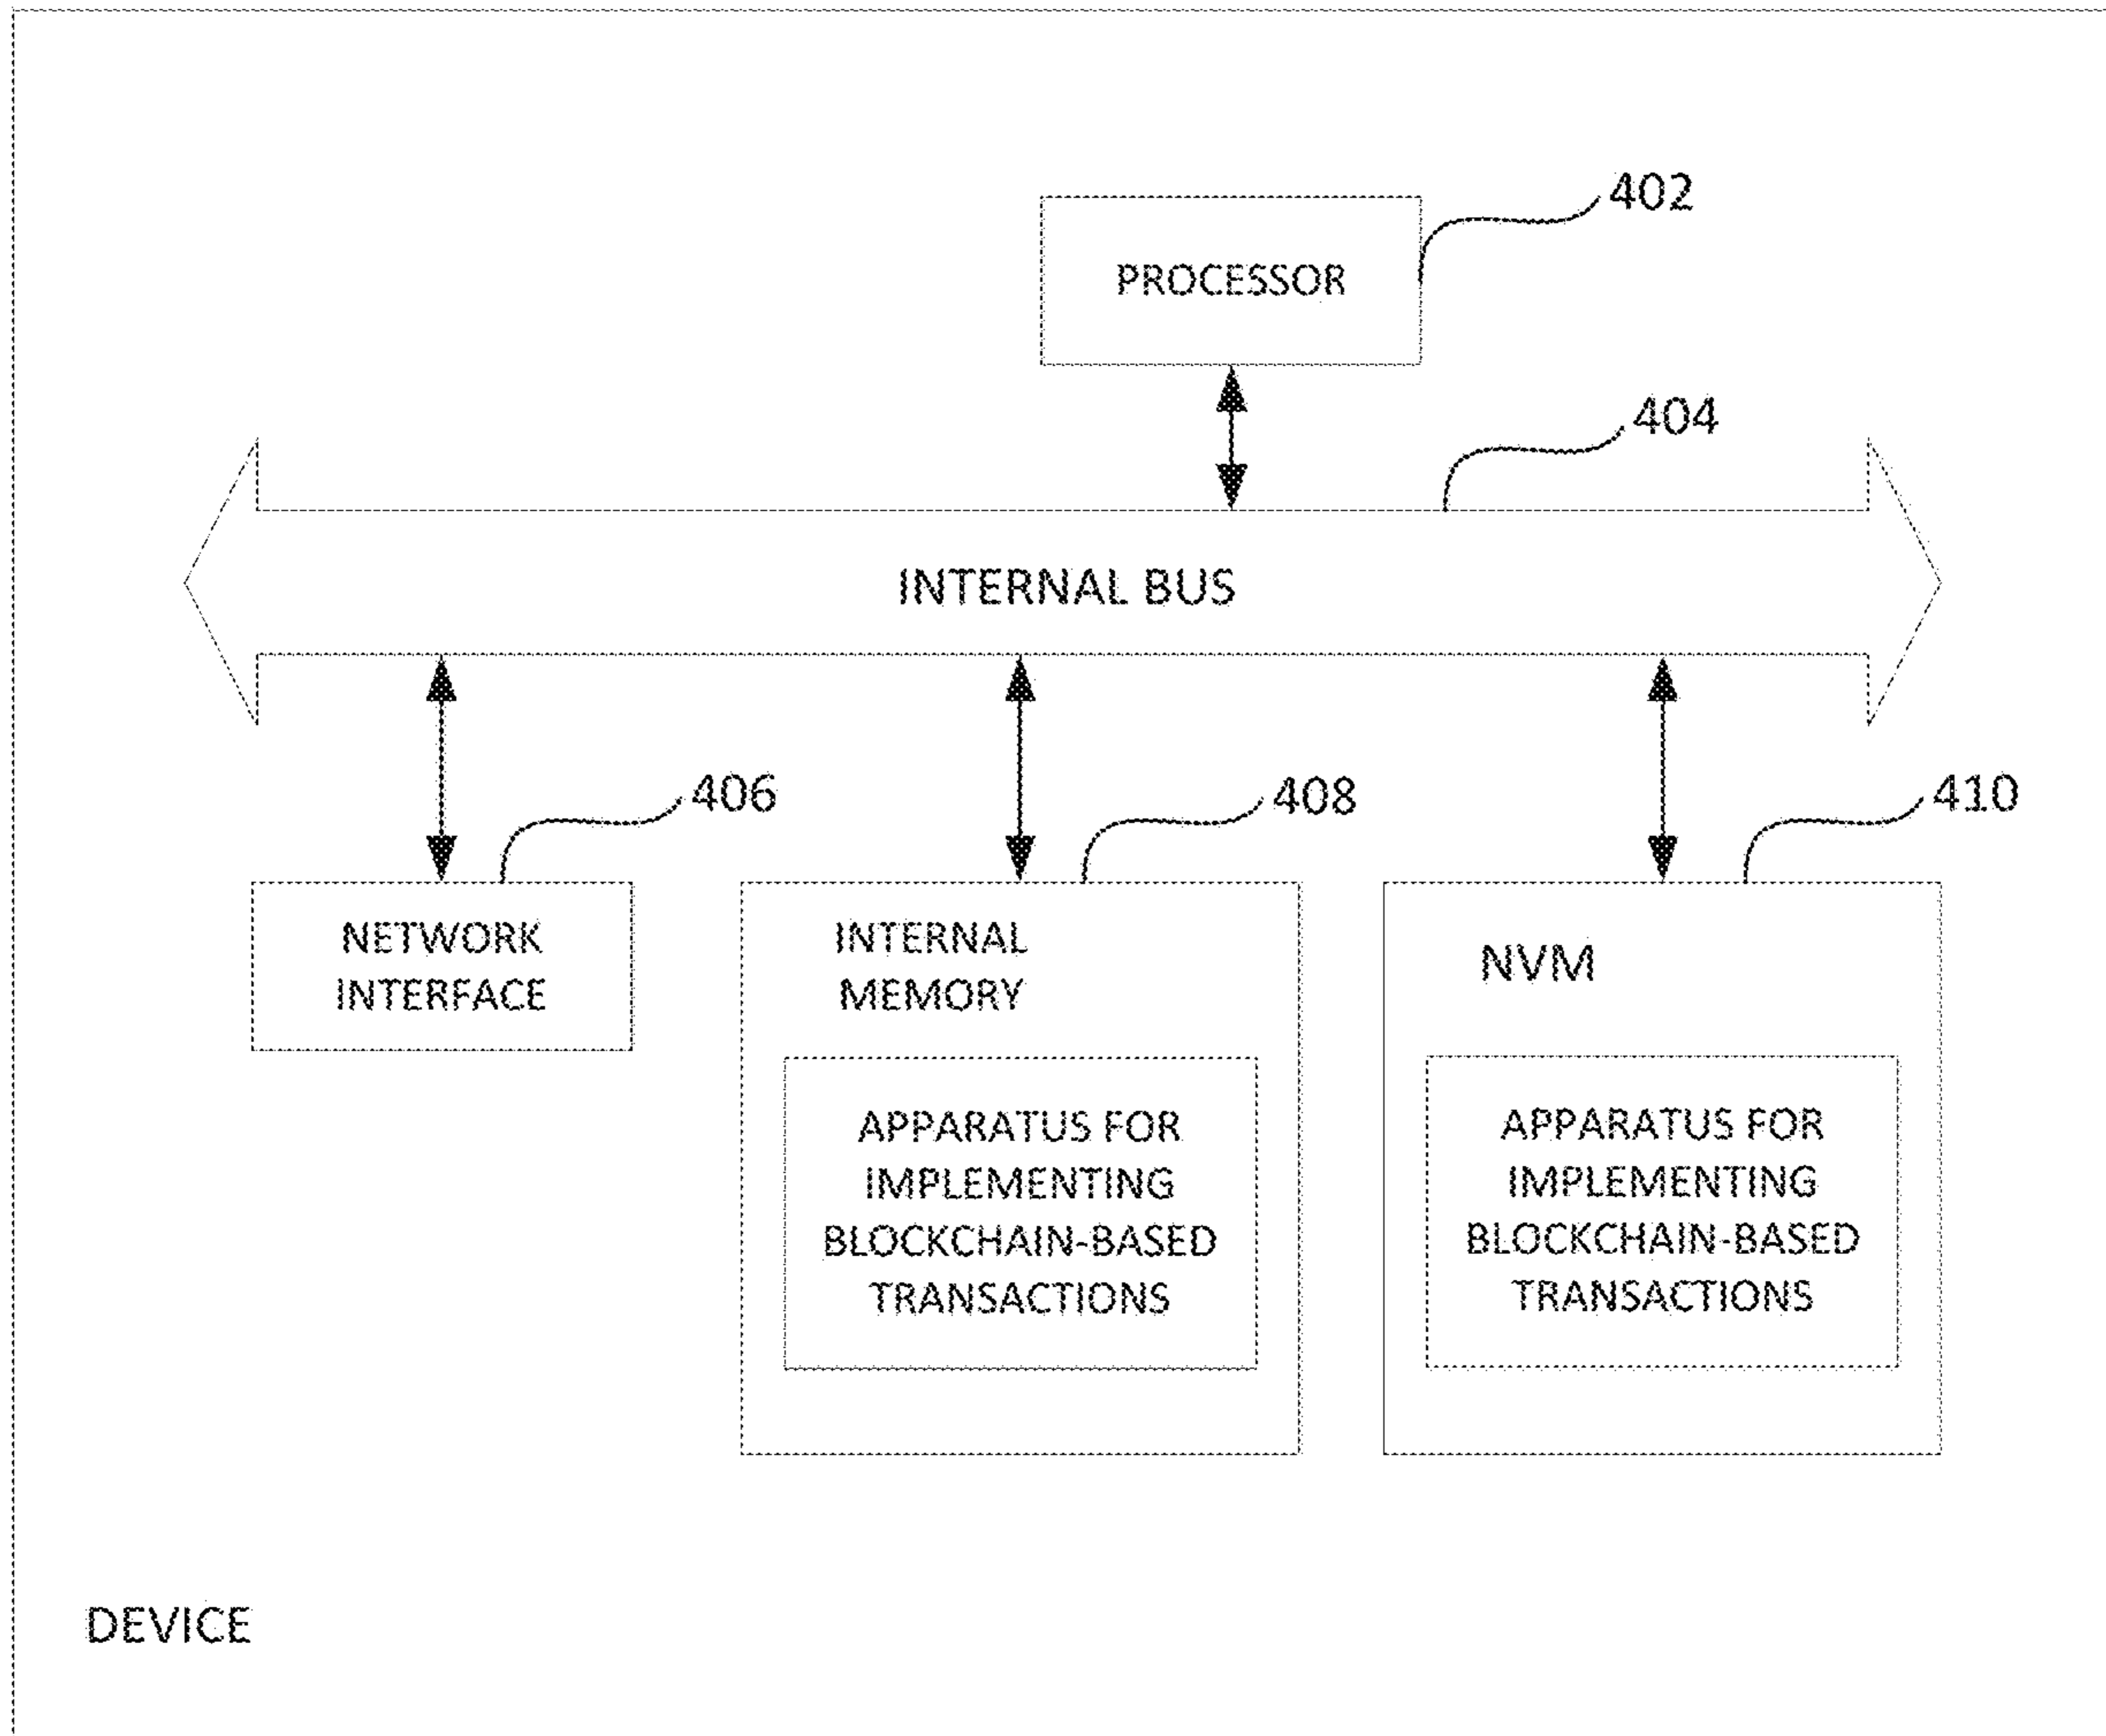 402
PROCESSOR
404
INTERNAL BUS
406
408
410
NETWORK
INTERFACE
INTERNAL
MEMORY
NVM
APPARATUS FOR
IMPLEMENTING
BLOCKCHAIN-BASED
TRANSACTIONS
APPARATUS FOR
IMPLEMENTING
BLOCKCHAIN-BASED
TRANSACTIONS
DEVICE